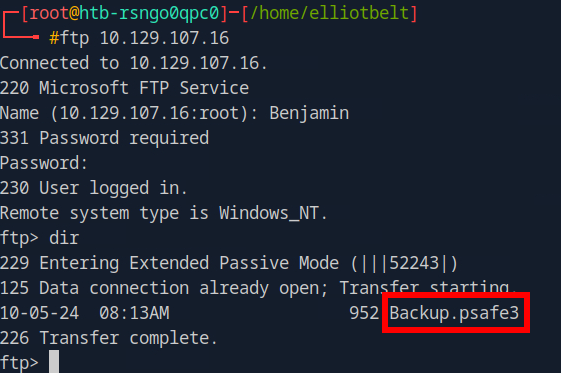 [root@htb-rsngo0qpc0]-[/home/elliotbelt]
#ftp 10.129.107.16
Connected to 10.129.107.16.
220 Microsoft FTP Service
Name (10.129.107.16:root): Benjamin
331 Password required
Password:
230 User logged in.
Remote system type is Windows_NT.
ftp> dir
229 Entering Extended Passive Mode (|||52243|)
125 Data connection already open; Transfer starting.
10-05-24  08:13AM                  952 Backup.psafe3
226 Transfer complete.
ftp>